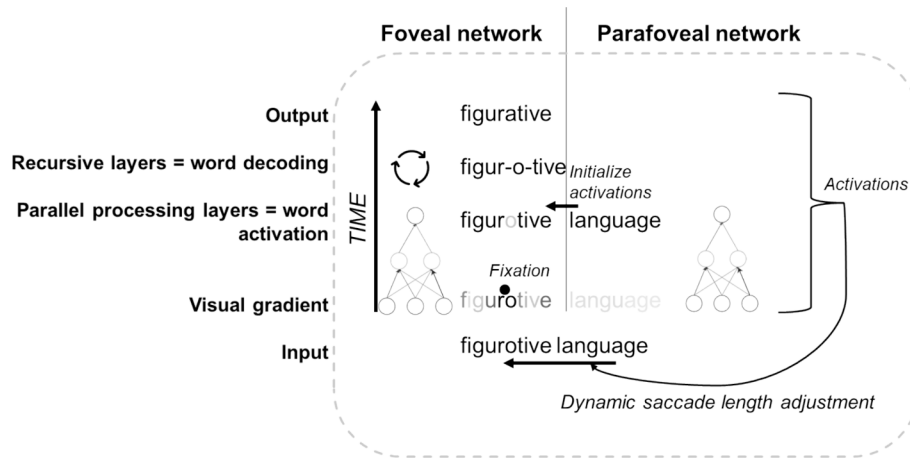 Foveal network Parafoveal network
Output figurative
Recursive layers = word decoding figur-o-tive
Initialize
activations
Activations
Parallel processing layers = word
activation
figurotive language
TIME
Fixation
Visual gradient figurotive language
Input figurotive language
Dynamic saccade length adjustment